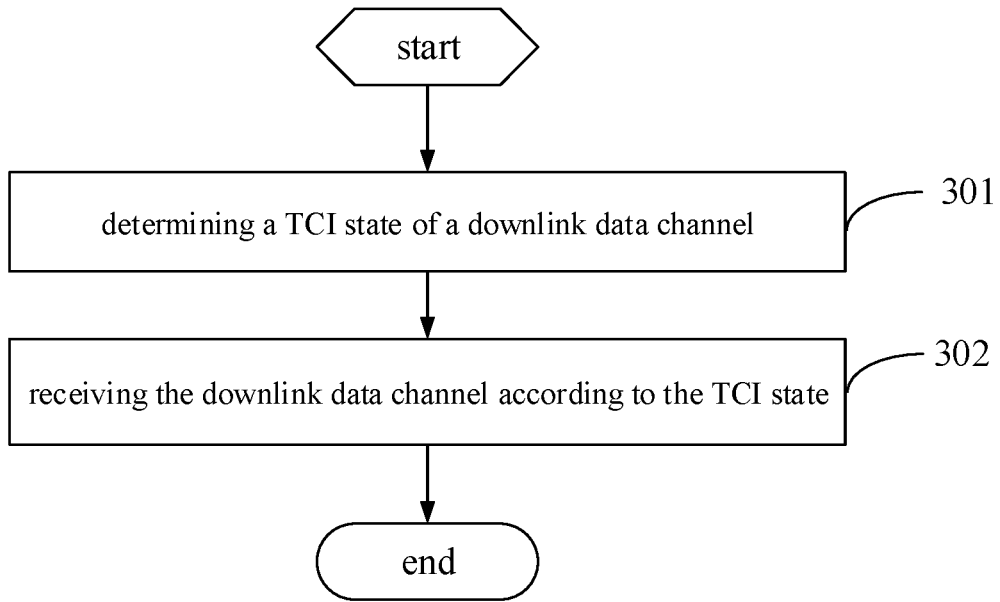 start
determining a TCI state of a downlink data channel
301
receiving the downlink data channel according to the TCI state
302
end